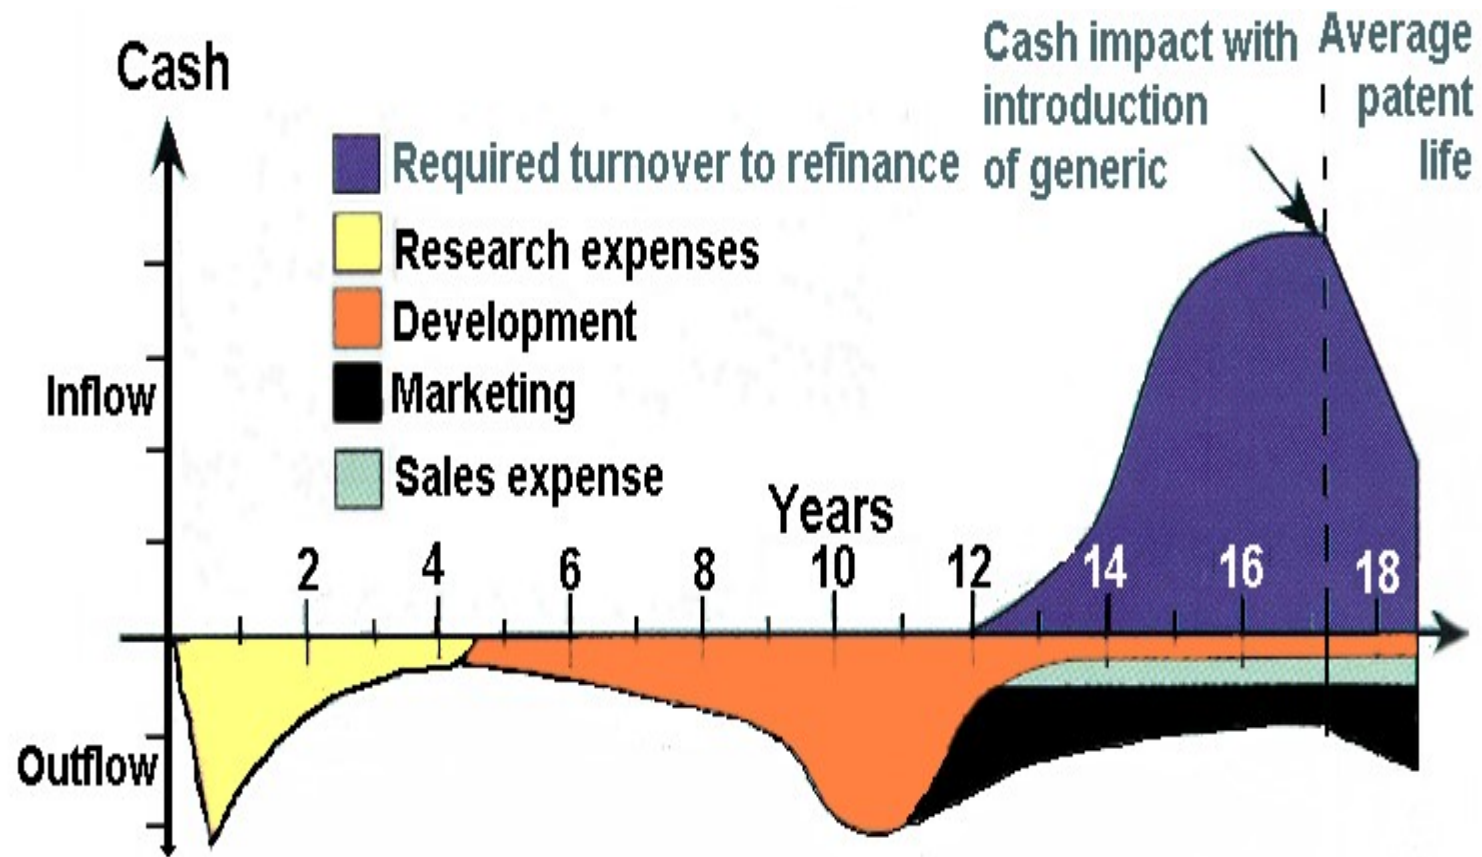 Cash
Cash impact with
introduction
of generic
Average
patent
life
Required turnover to refinance
Research expenses
Development
Marketing
Sales expense
Inflow
Years
2 4 6 8 10 12 14 16 18
Outflow